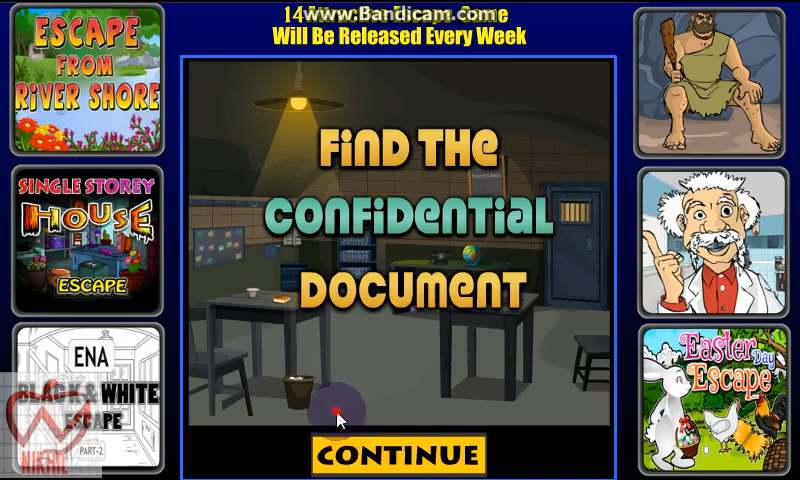 www.Bandicam.com
Will Be Released Every Week
ESCAPE
FROM
RIVER SHORE
SINGLE STOREY
HOUSE
ESCAPE
ENA
BLACK & WHITE
ESCAPE
PART-2
NIKHIL
FIND THE
CONFIDENTIAL
DOCUMENT
CONTINUE
Easter
Day
Escape